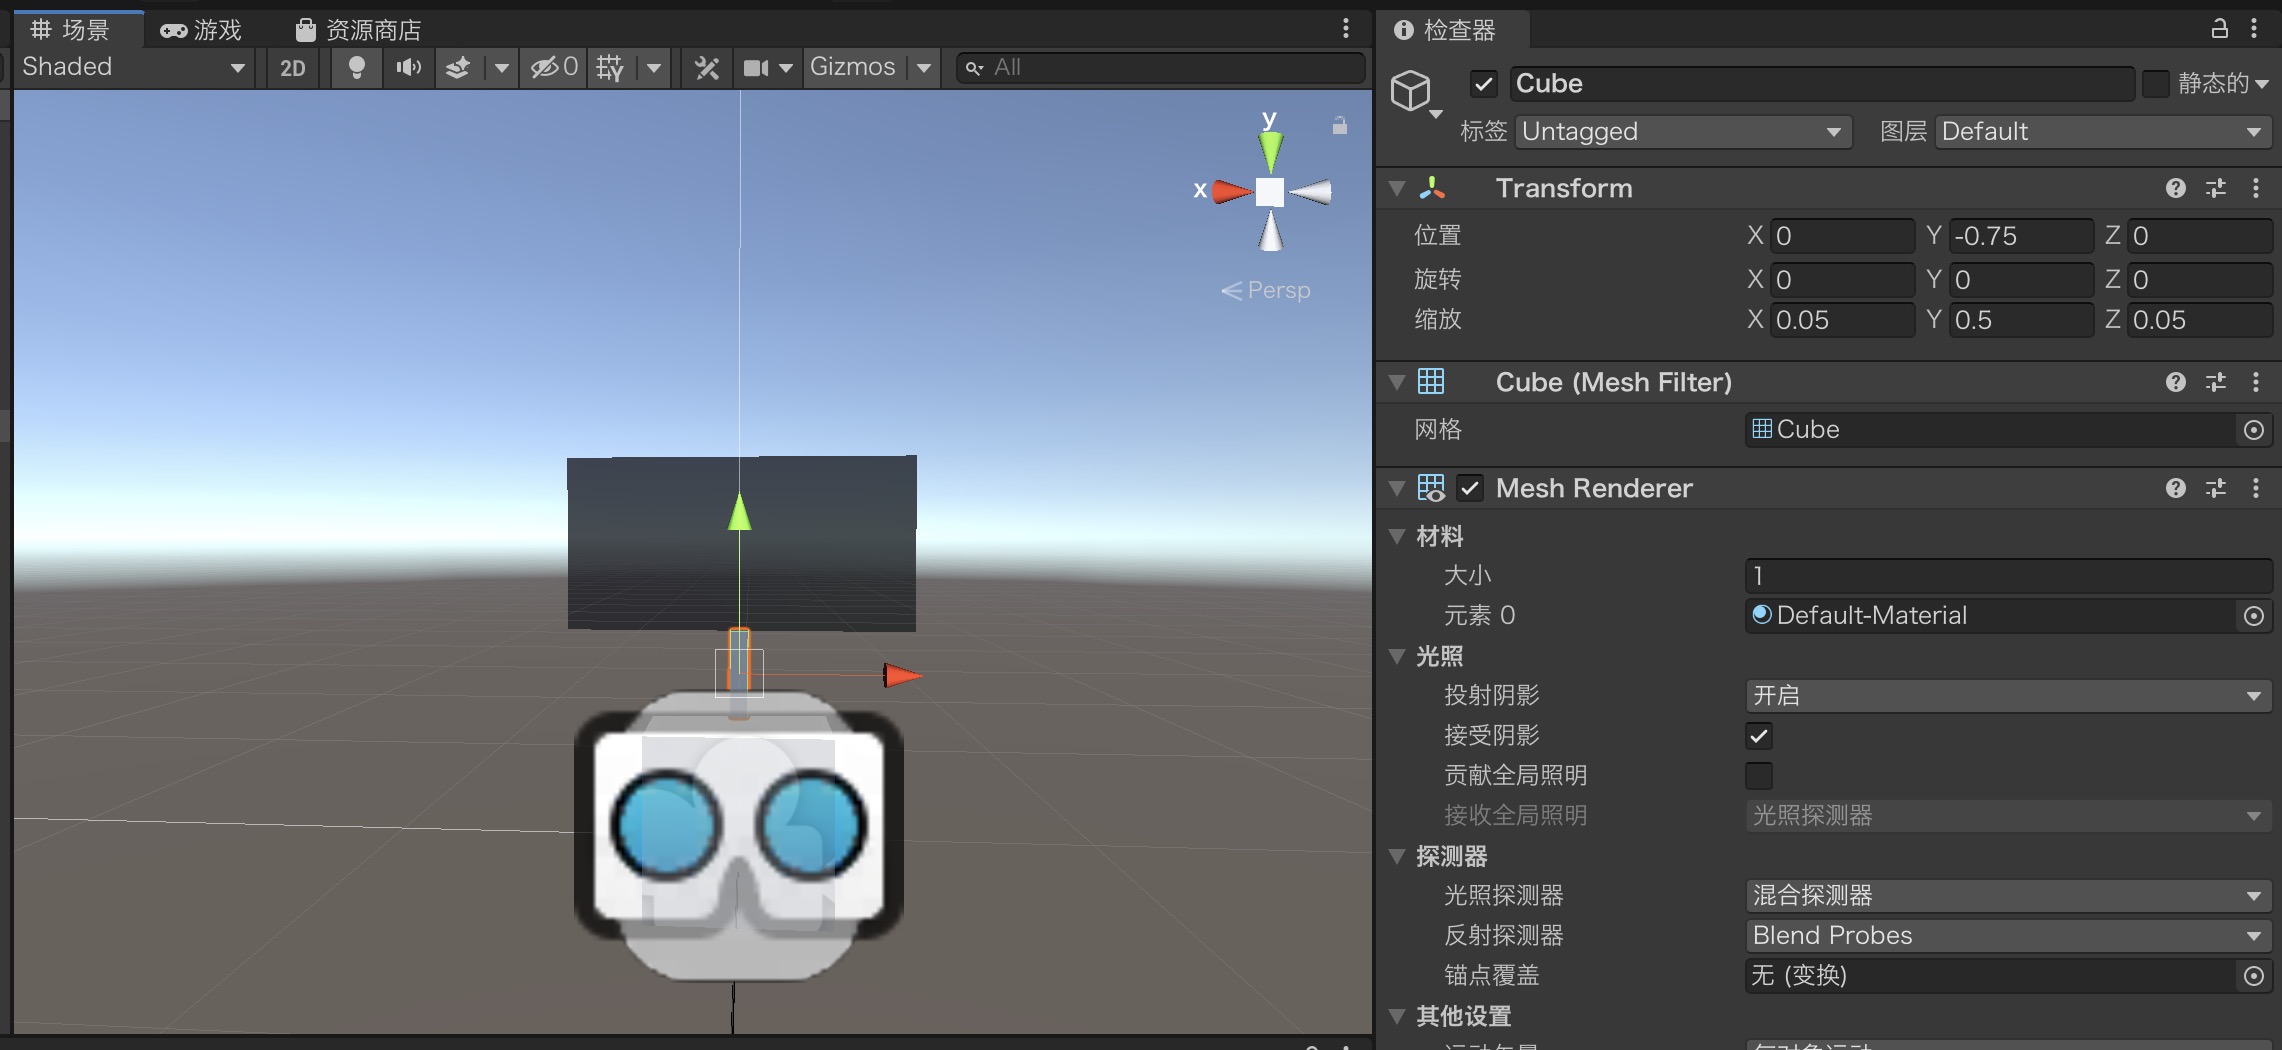 场景 游戏 资源商店
Shaded 2D 0 Gizmos All
y
x
Persp
检查器
Cube 静态的
标签 Untagged 图层 Default
Transform
位置 X 0 Y -0.75 Z 0
旋转 X 0 Y 0 Z 0
缩放 X 0.05 Y 0.5 Z 0.05
Cube (Mesh Filter)
网格 Cube
Mesh Renderer
材料
大小 1
元素 0 Default-Material
光照
投射阴影 开启
接受阴影
贡献全局照明
接收全局照明 光照探测器
探测器
光照探测器 混合探测器
反射探测器 Blend Probes
锚点覆盖 无 (变换)
其他设置